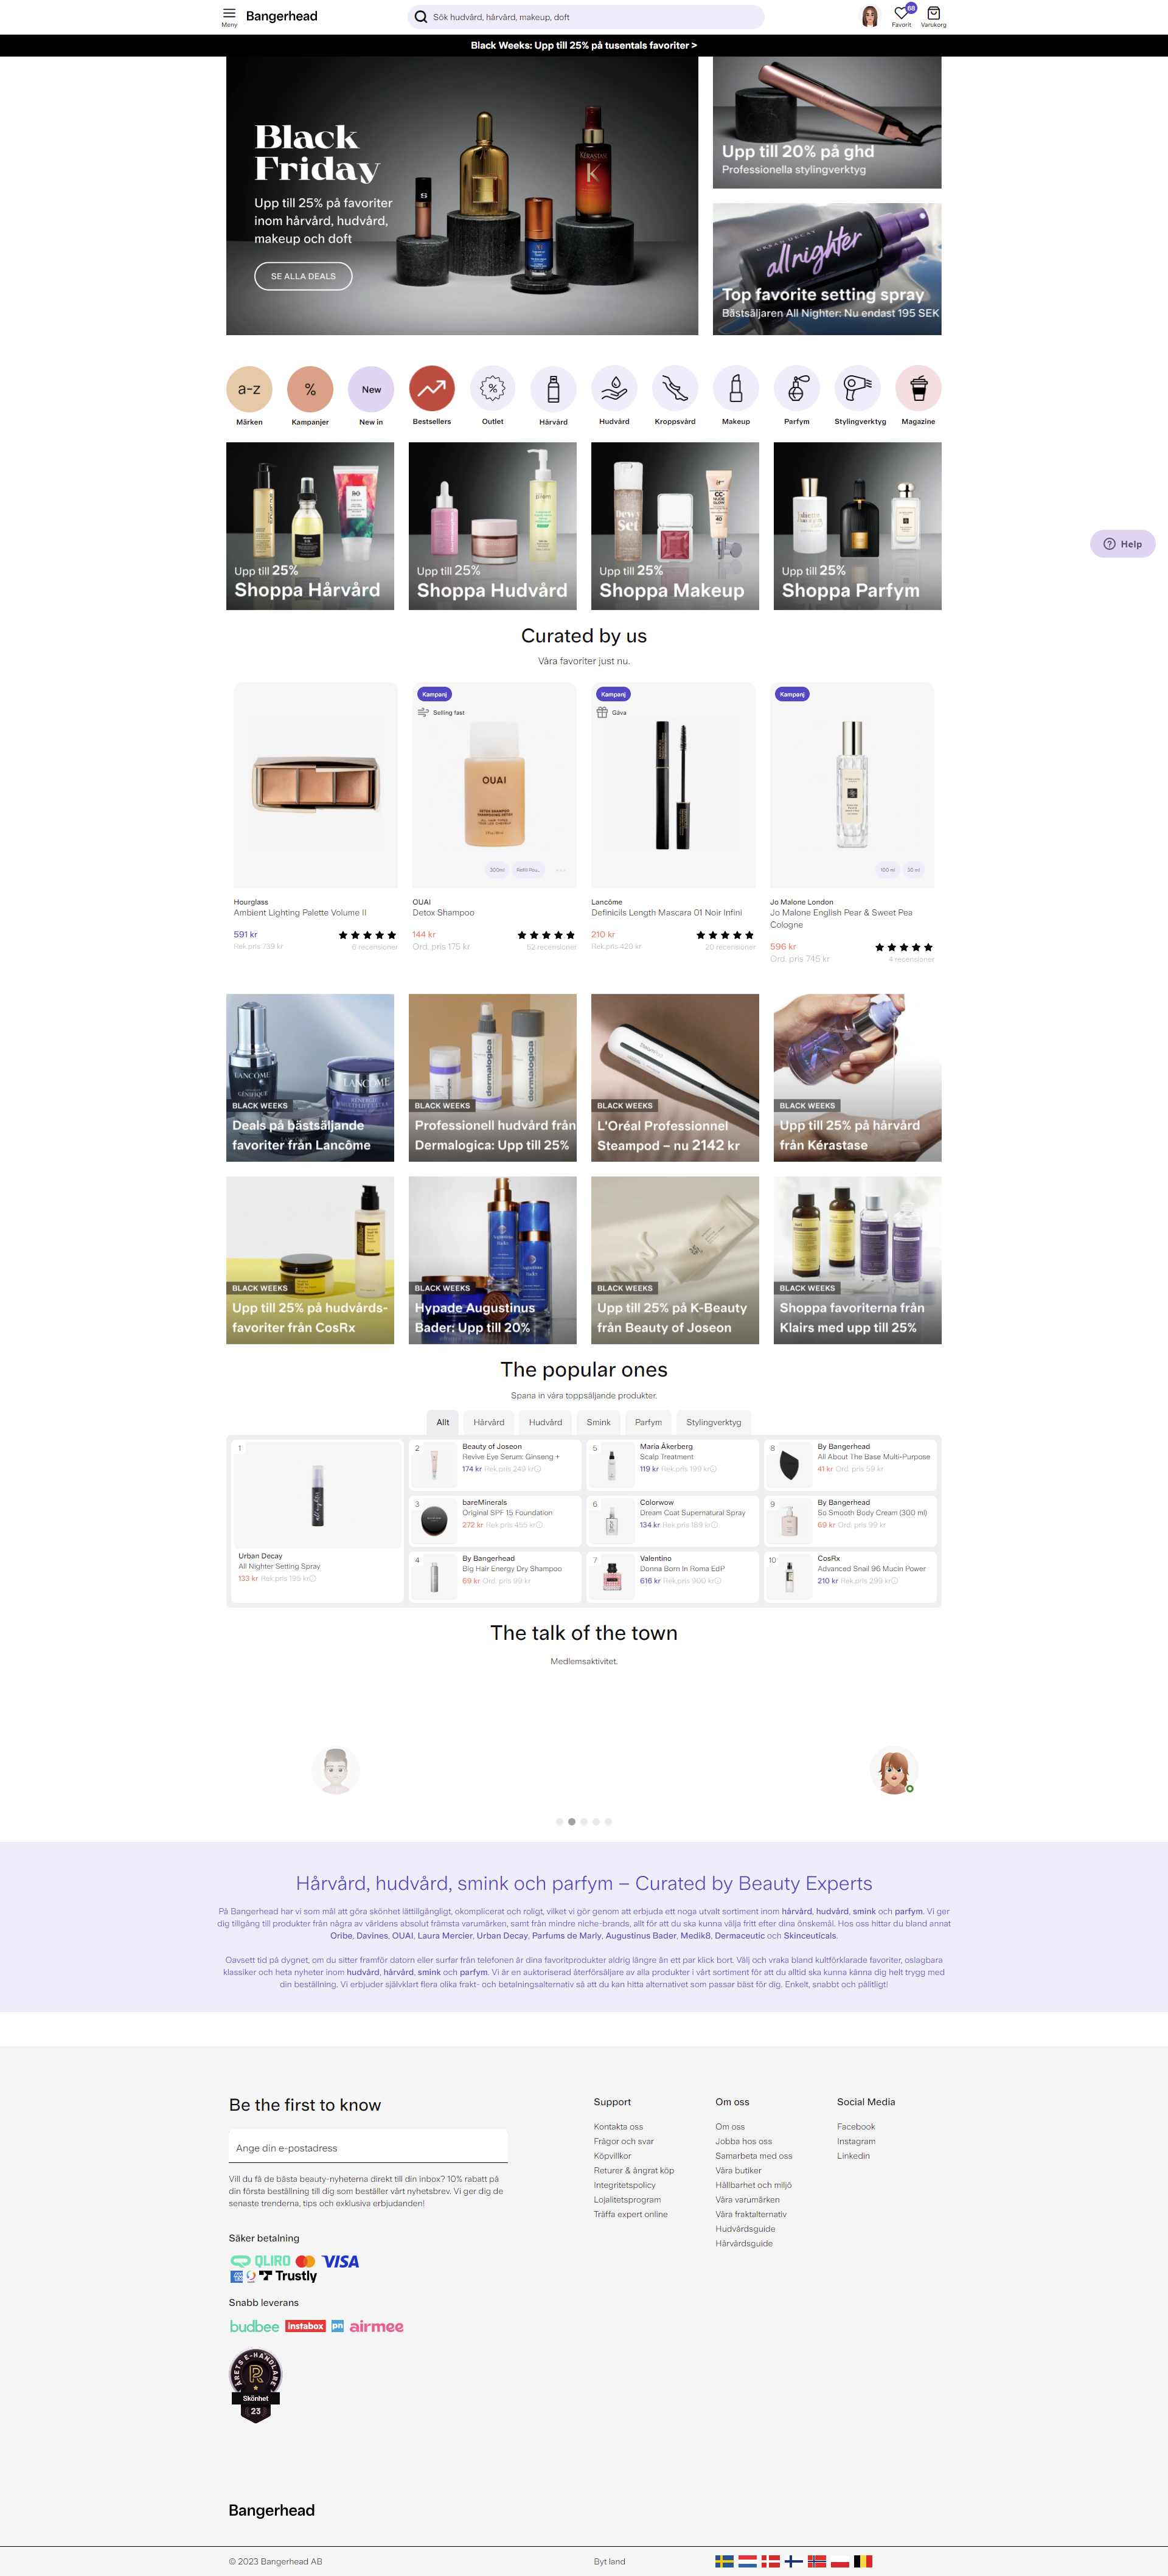 Meny
Bangerhead
Sök hudvård, hårvård, makeup, doft
68
Favorit
Varukorg
Black Weeks: Upp till 25% på tusentals favoriter >
Black
Friday
Upp till 25% på favoriter
inom hårvård, hudvård,
makeup och doft
SE ALLA DEALS
KÉRASTASE
K
Upp till 20% på ghd
Professionella stylingverktyg
URBAN DECAY
all nighter
Top favorite setting spray
Bästsäljaren All Nighter: Nu endast 195 SEK
a-z
%
New
%
Märken
Kampanjer
New in
Bestsellers
Outlet
Hårvård
Hudvård
Kroppsvård
Makeup
Parfym
Stylingverktyg
Magazine
Upp till 25%
Shoppa Hårvård
Upp till 25%
Shoppa Hudvård
Dewy
Set
CC+
NUDE
GLOW
40
Upp till 25%
Shoppa Makeup
Upp till 25%
Shoppa Parfym
Help
Curated by us
Våra favoriter just nu.
Hourglass
Ambient Lighting Palette Volume II
591 kr
Rek.pris 739 kr
6 recensioner
Kampanj
Selling fast
OUAI
DETOX SHAMPOO
300ml
Refill Pou...
...
OUAI
Detox Shampoo
144 kr
Ord. pris 175 kr
52 recensioner
Kampanj
Gåva
Lancôme
Definicils Length Mascara 01 Noir Infini
210 kr
Rek.pris 420 kr
20 recensioner
Kampanj
100 ml
30 ml
Jo Malone London
Jo Malone English Pear & Sweet Pea
Cologne
596 kr
Ord. pris 745 kr
4 recensioner
LANCÔME
GÉNIFIQUE
LANCÔME
BLACK WEEKS
Deals på bästsäljande
favoriter från Lancôme
dermalogica
dermalogica
BLACK WEEKS
Professionell hudvård från
Dermalogica: Upp till 25%
BLACK WEEKS
L'Oréal Professionnel
Steampod – nu 2142 kr
BLACK WEEKS
Upp till 25% på hårvård
från Kérastase
BLACK WEEKS
Upp till 25% på hudvårds-
favoriter från CosRx
Augustinus
Bader
BLACK WEEKS
Hypade Augustinus
Bader: Upp till 20%
BLACK WEEKS
Upp till 25% på K-Beauty
från Beauty of Joseon
BLACK WEEKS
Shoppa favoriterna från
Klairs med upp till 25%
The popular ones
Spana in våra toppsäljande produkter.
Allt
Hårvård
Hudvård
Smink
Parfym
Stylingverktyg
1
Urban Decay
All Nighter Setting Spray
133 kr Rek.pris 195 kr
2
Beauty of Joseon
Revive Eye Serum: Ginseng +
174 kr Rek.pris 249 kr
3
bareMinerals
Original SPF 15 Foundation
272 kr Rek.pris 455 kr
4
By Bangerhead
Big Hair Energy Dry Shampoo
69 kr Ord. pris 99 kr
5
Maria Åkerberg
Scalp Treatment
119 kr Rek.pris 199 kr
6
Colorwow
Dream Coat Supernatural Spray
134 kr Rek.pris 189 kr
7
Valentino
Donna Born In Roma EdP
616 kr Rek.pris 900 kr
8
By Bangerhead
All About The Base Multi-Purpose
41 kr Ord. pris 59 kr
9
By Bangerhead
So Smooth Body Cream (300 ml)
69 kr Ord. pris 99 kr
10
CosRx
Advanced Snail 96 Mucin Power
210 kr Rek.pris 299 kr
The talk of the town
Medlemsaktivitet.
Hårvård, hudvård, smink och parfym – Curated by Beauty Experts
På Bangerhead har vi som mål att göra skönhet lättillgängligt, okomplicerat och roligt, vilket vi gör genom att erbjuda ett noga utvalt sortiment inom hårvård, hudvård, smink och parfym. Vi ger
dig tillgång till produkter från några av världens absolut främsta varumärken, samt från mindre niche-brands, allt för att du ska kunna välja fritt efter dina önskemål. Hos oss hittar du bland annat
Oribe, Davines, OUAI, Laura Mercier, Urban Decay, Parfums de Marly, Augustinus Bader, Medik8, Dermaceutic och Skinceuticals.
Oavsett tid på dygnet, om du sitter framför datorn eller surfar från telefonen är dina favoritprodukter aldrig längre än ett par klick bort. Välj och vraka bland kultförklarade favoriter, oslagbara
klassiker och heta nyheter inom hudvård, hårvård, smink och parfym. Vi är en auktoriserad återförsäljare av alla produkter i vårt sortiment för att du alltid ska kunna känna dig helt trygg med
din beställning. Vi erbjuder självklart flera olika frakt- och betalningsalternativ så att du kan hitta alternativet som passar bäst för dig. Enkelt, snabbt och pålitligt!
Be the first to know
Ange din e-postadress
Vill du få de bästa beauty-nyheterna direkt till din inbox? 10% rabatt på
din första beställning till dig som beställer vårt nyhetsbrev. Vi ger dig de
senaste trenderna, tips och exklusiva erbjudanden!
Säker betalning
QLIRO
VISA
Trustly
Snabb leverans
budbee
instabox
pn
airmee
ÅRETS E-HANDLARE
R
Skönhet
23
Support
Kontakta oss
Frågor och svar
Köpvillkor
Returer & ångrat köp
Integritetspolicy
Lojalitetsprogram
Träffa expert online
Om oss
Om oss
Jobba hos oss
Samarbeta med oss
Våra butiker
Hållbarhet och miljö
Våra varumärken
Våra fraktalternativ
Hudvårdsguide
Hårvårdsguide
Social Media
Facebook
Instagram
Linkedin
Bangerhead
© 2023 Bangerhead AB
Byt land